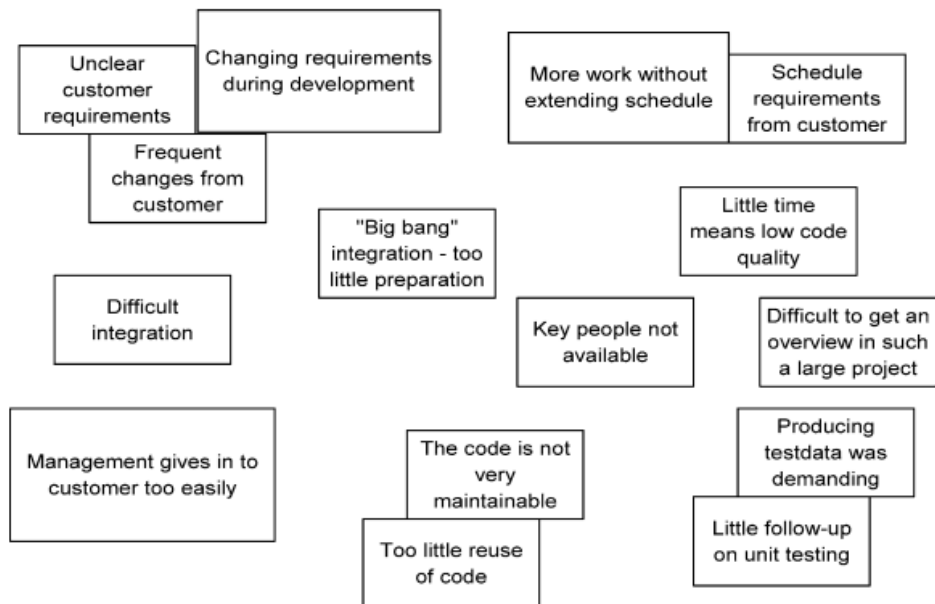 Unclear
customer
requirements
Changing requirements
during development
Frequent
changes from
customer
More work without
extending schedule
Schedule
requirements
from customer
"Big bang"
integration - too
little preparation
Little time
means low code
quality
Difficult
integration
Key people not
available
Difficult to get an
overview in such
a large project
Management gives in to
customer too easily
The code is not
very
maintainable
Too little reuse
of code
Producing
testdata was
demanding
Little follow-up
on unit testing